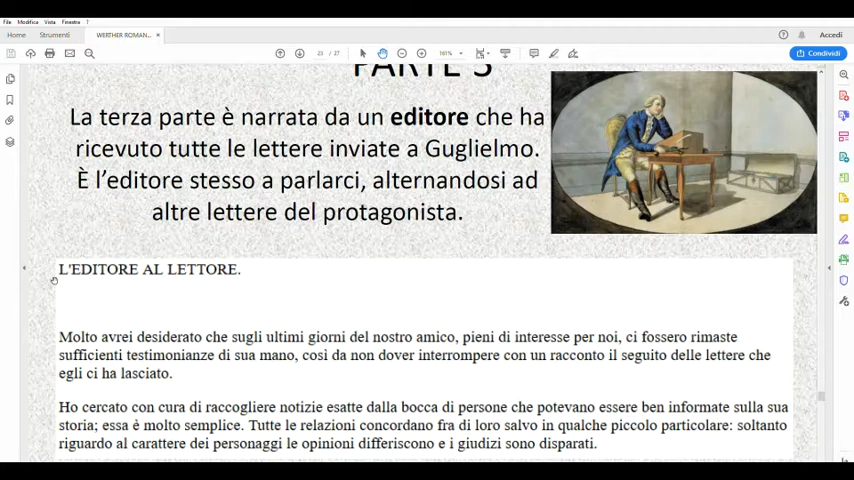 File Modifica Vista Finestra ?
Home Strumenti WERTHER ROMAN... × Accedi
23 / 27 161% Condividi
PARTE 3
La terza parte è narrata da un editore che ha
ricevuto tutte le lettere inviate a Guglielmo.
È l’editore stesso a parlarci, alternandosi ad
altre lettere del protagonista.
L'EDITORE AL LETTORE.
Molto avrei desiderato che sugli ultimi giorni del nostro amico, pieni di interesse per noi, ci fossero rimaste
sufficienti testimonianze di sua mano, così da non dover interrompere con un racconto il seguito delle lettere che
egli ci ha lasciato.
Ho cercato con cura di raccogliere notizie esatte dalla bocca di persone che potevano essere ben informate sulla sua
storia; essa è molto semplice. Tutte le relazioni concordano fra di loro salvo in qualche piccolo particolare: soltanto
riguardo al carattere dei personaggi le opinioni differiscono e i giudizi sono disparati.